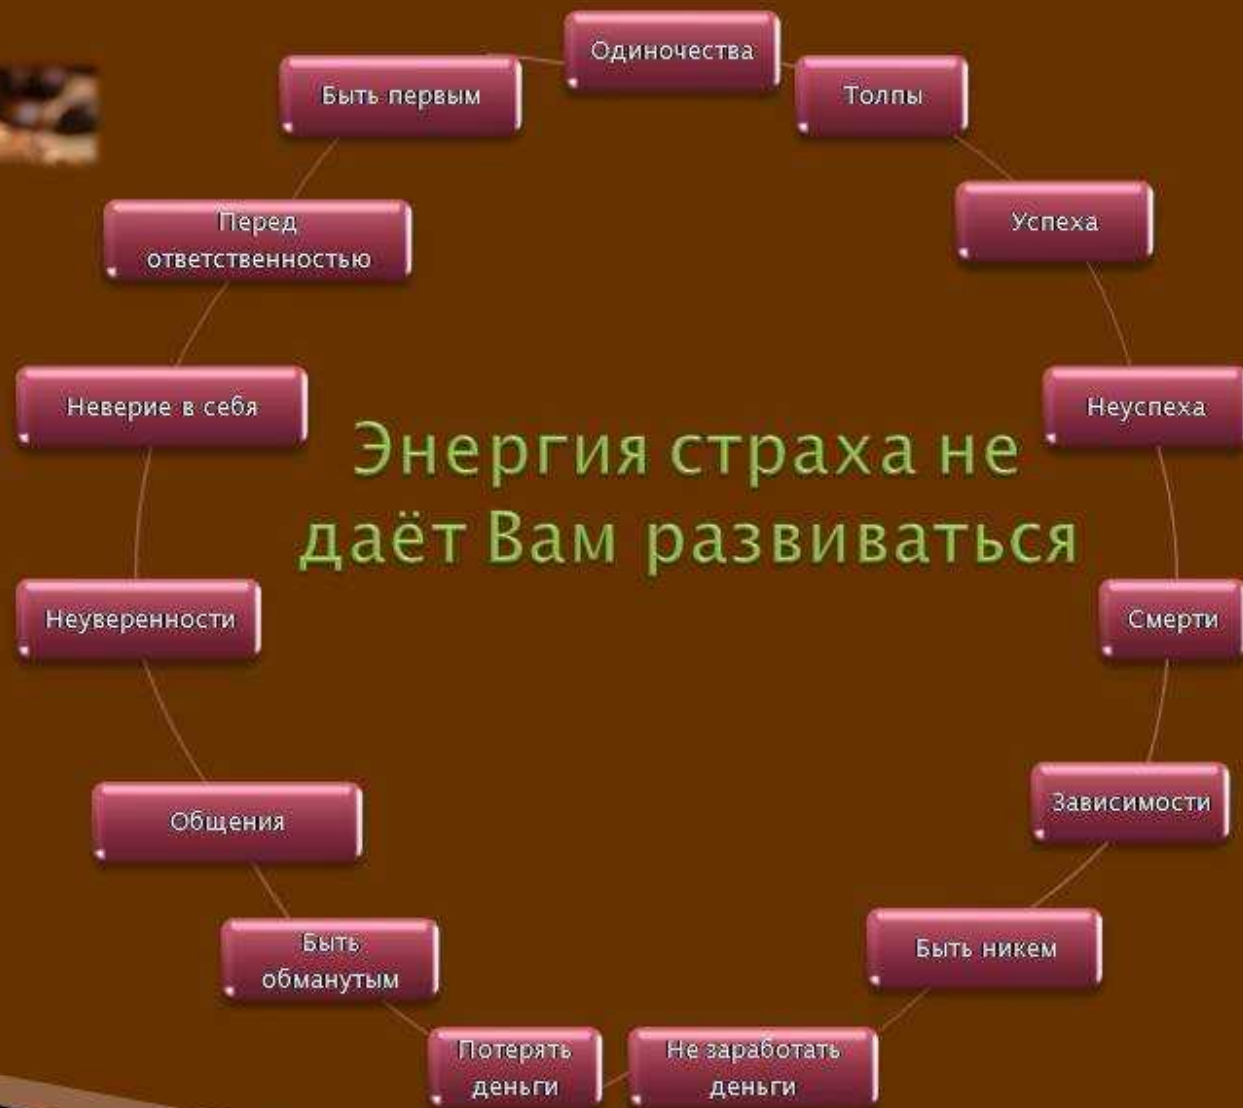 Одиночества
Толпы
Успеха
Неуспеха
Смерти
Зависимости
Быть никем
Не заработать
деньги
Потерять
деньги
Быть
обманутым
Общения
Неуверенности
Неверие в себя
Перед
ответственностью
Быть первым
Энергия страха не
даёт Вам развиваться